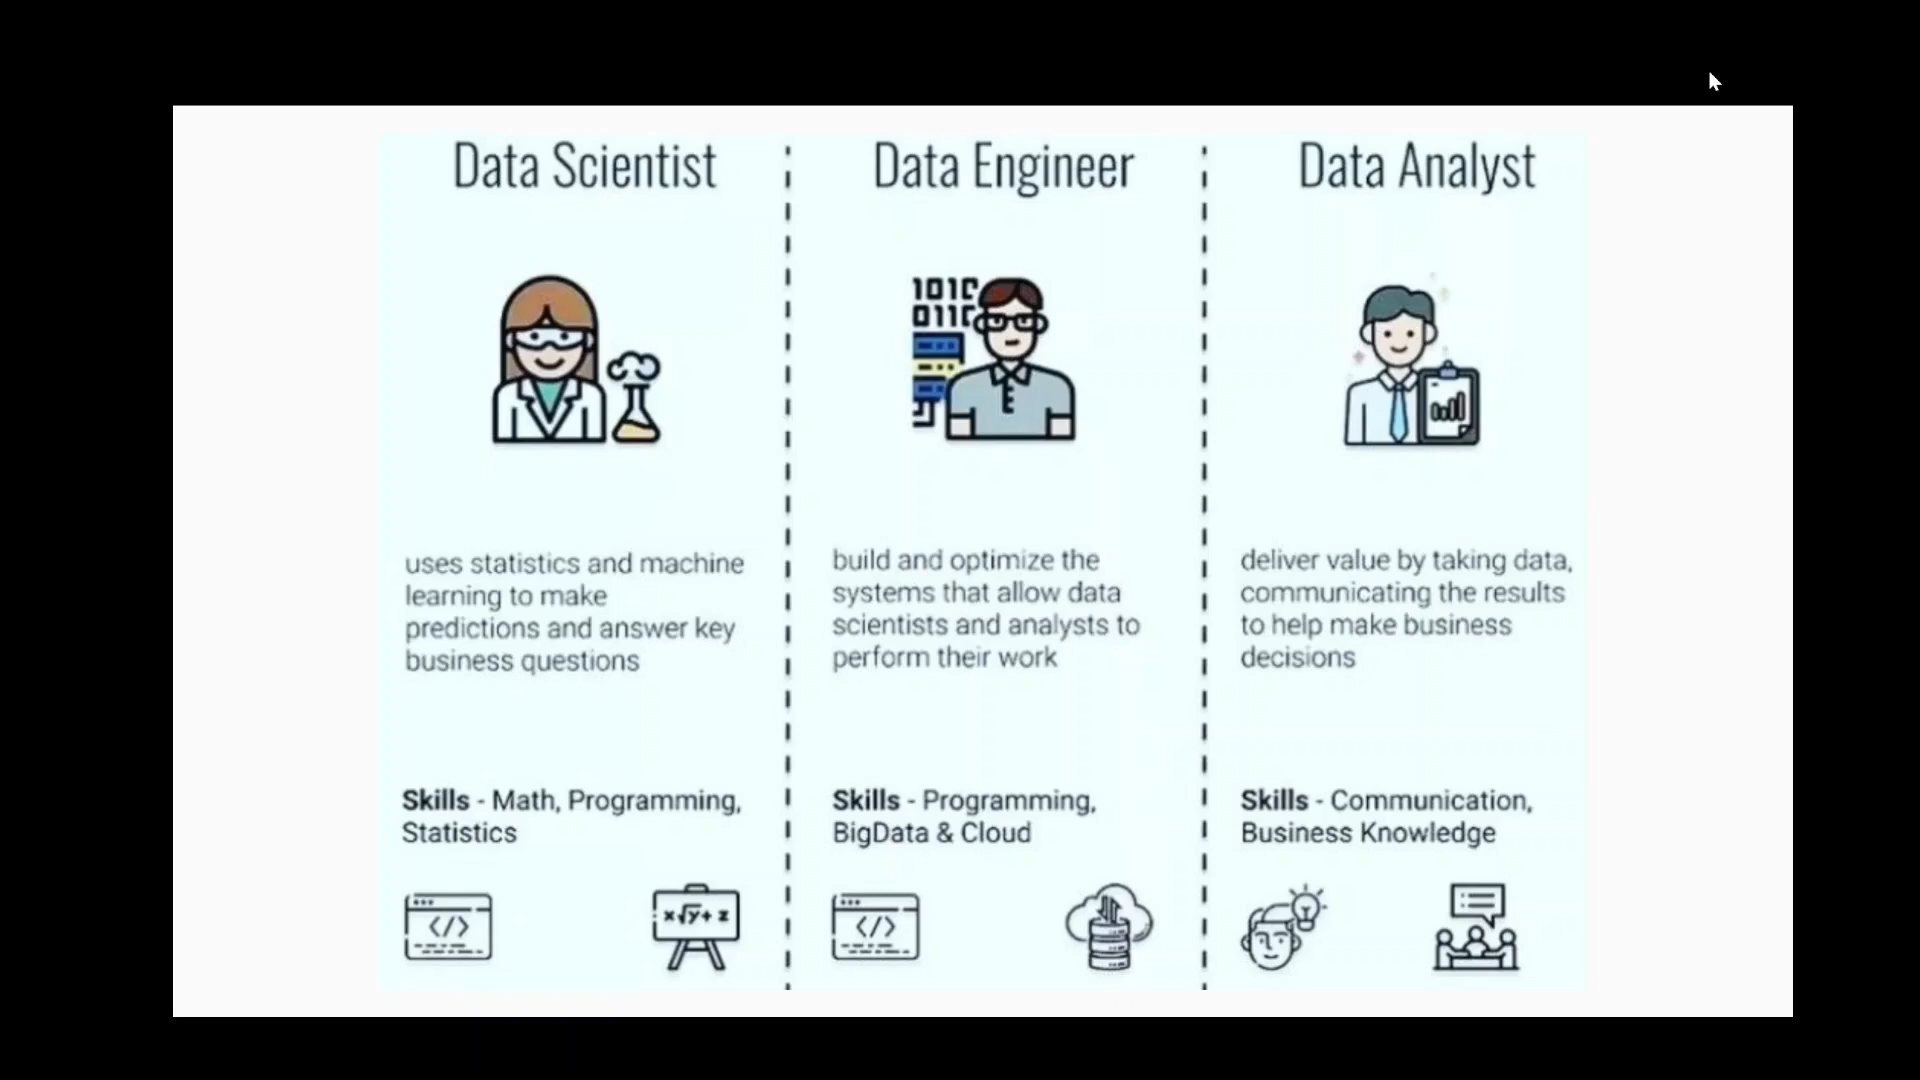 Data Scientist
uses statistics and machine
learning to make
predictions and answer key
business questions
Skills - Math, Programming,
Statistics
</>
x√y+ z
Data Engineer
101C
011C
build and optimize the
systems that allow data
scientists and analysts to
perform their work
Skills - Programming,
BigData & Cloud
</>
Data Analyst
deliver value by taking data,
communicating the results
to help make business
decisions
Skills - Communication,
Business Knowledge